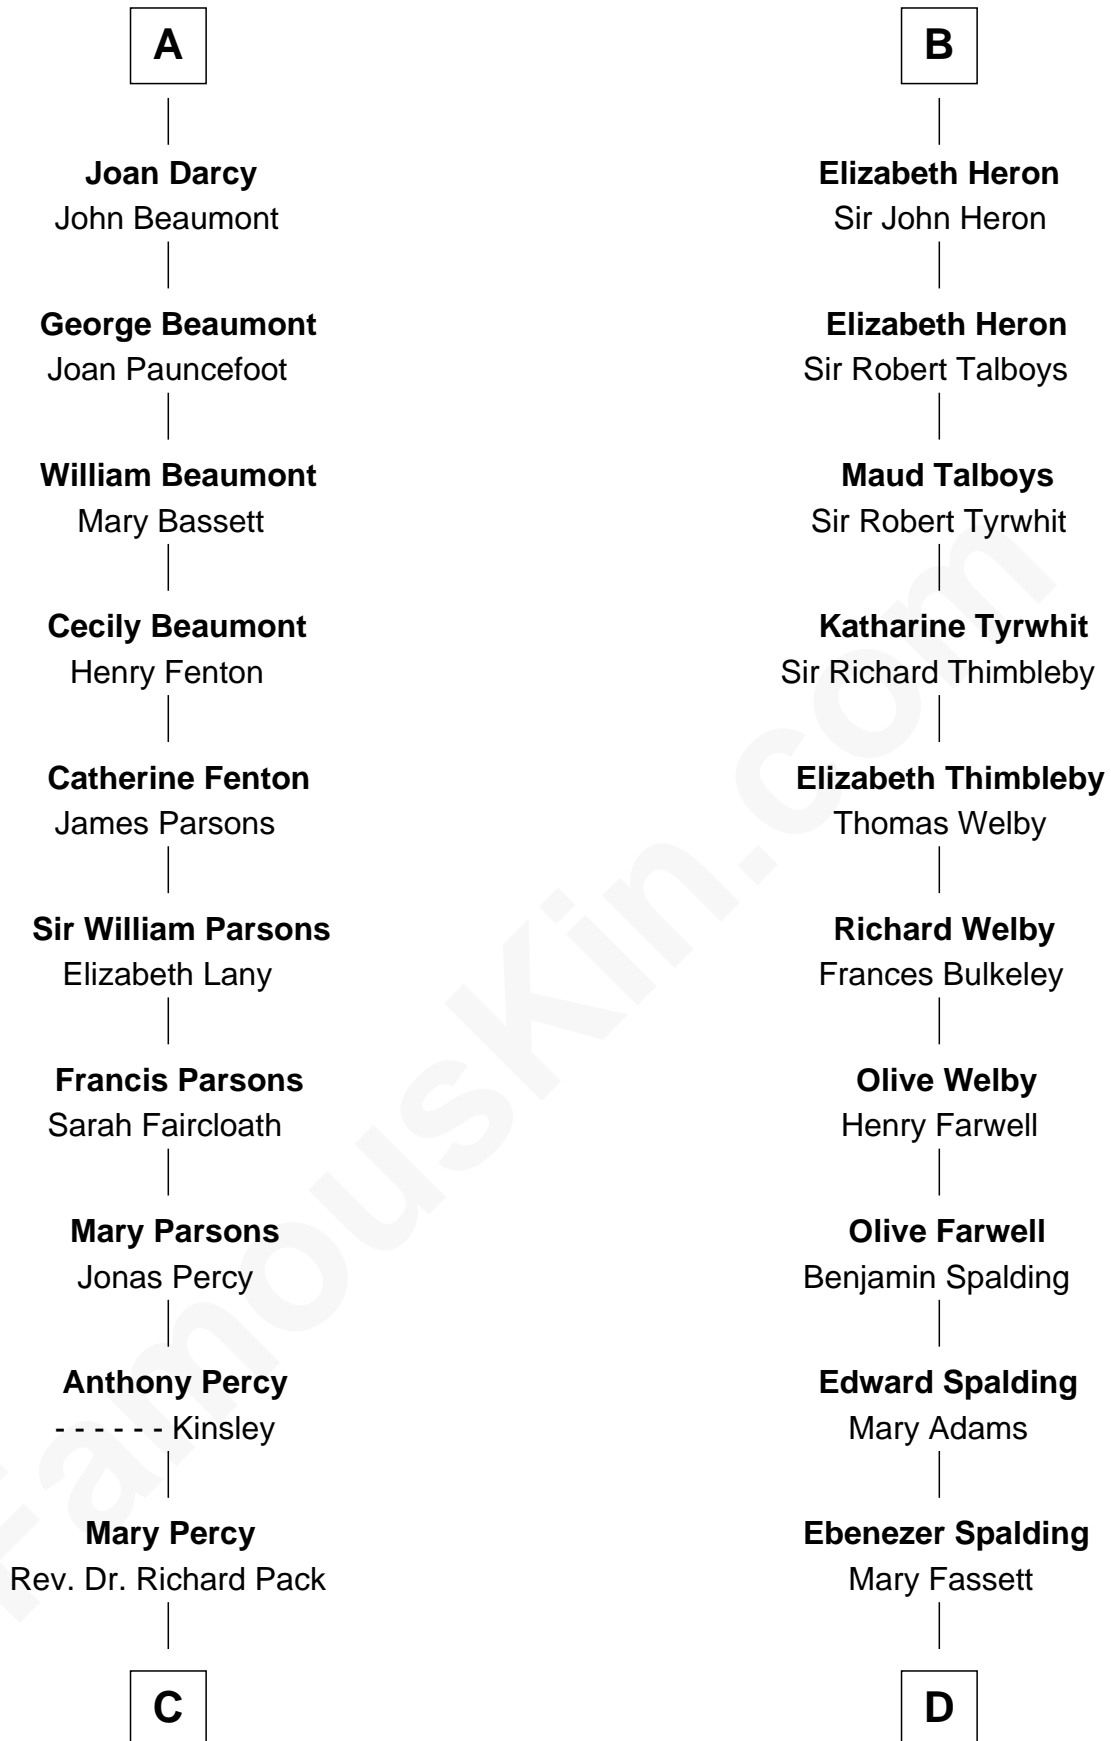 A
Joan Darcy
John Beaumont
George Beaumont
Joan Pauncefoot
William Beaumont
Mary Bassett
Cecily Beaumont
Henry Fenton
Catherine Fenton
James Parsons
Sir William Parsons
Elizabeth Lany
Francis Parsons
Sarah Faircloath
Mary Parsons
Jonas Percy
Anthony Percy
- - - - - - Kinsley
Mary Percy
Rev. Dr. Richard Pack
C
B
Elizabeth Heron
Sir John Heron
Elizabeth Heron
Sir Robert Talboys
Maud Talboys
Sir Robert Tyrwhit
Katharine Tyrwhit
Sir Richard Thimbleby
Elizabeth Thimbleby
Thomas Welby
Richard Welby
Frances Bulkeley
Olive Welby
Henry Farwell
Olive Farwell
Benjamin Spalding
Edward Spalding
Mary Adams
Ebenezer Spalding
Mary Fassett
D
FamousKin.com